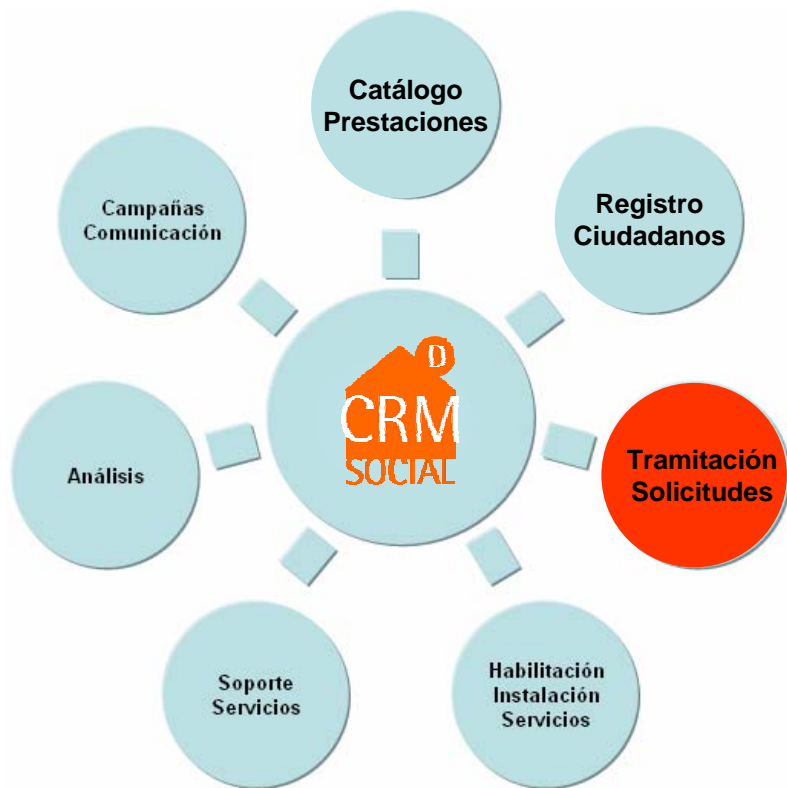 Catálogo
Prestaciones
Registro
Ciudadanos
Tramitación
Solicitudes
Habilitación
Instalación
Servicios
Soporte
Servicios
Análisis
Campañas
Comunicación
D
CRM
SOCIAL